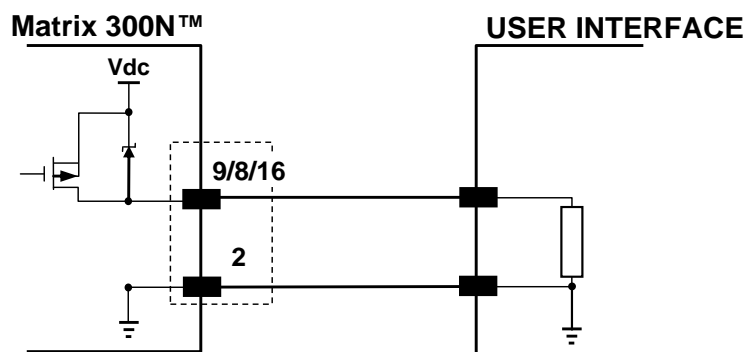 Matrix 300N™
USER INTERFACE
Vdc
9/8/16
2